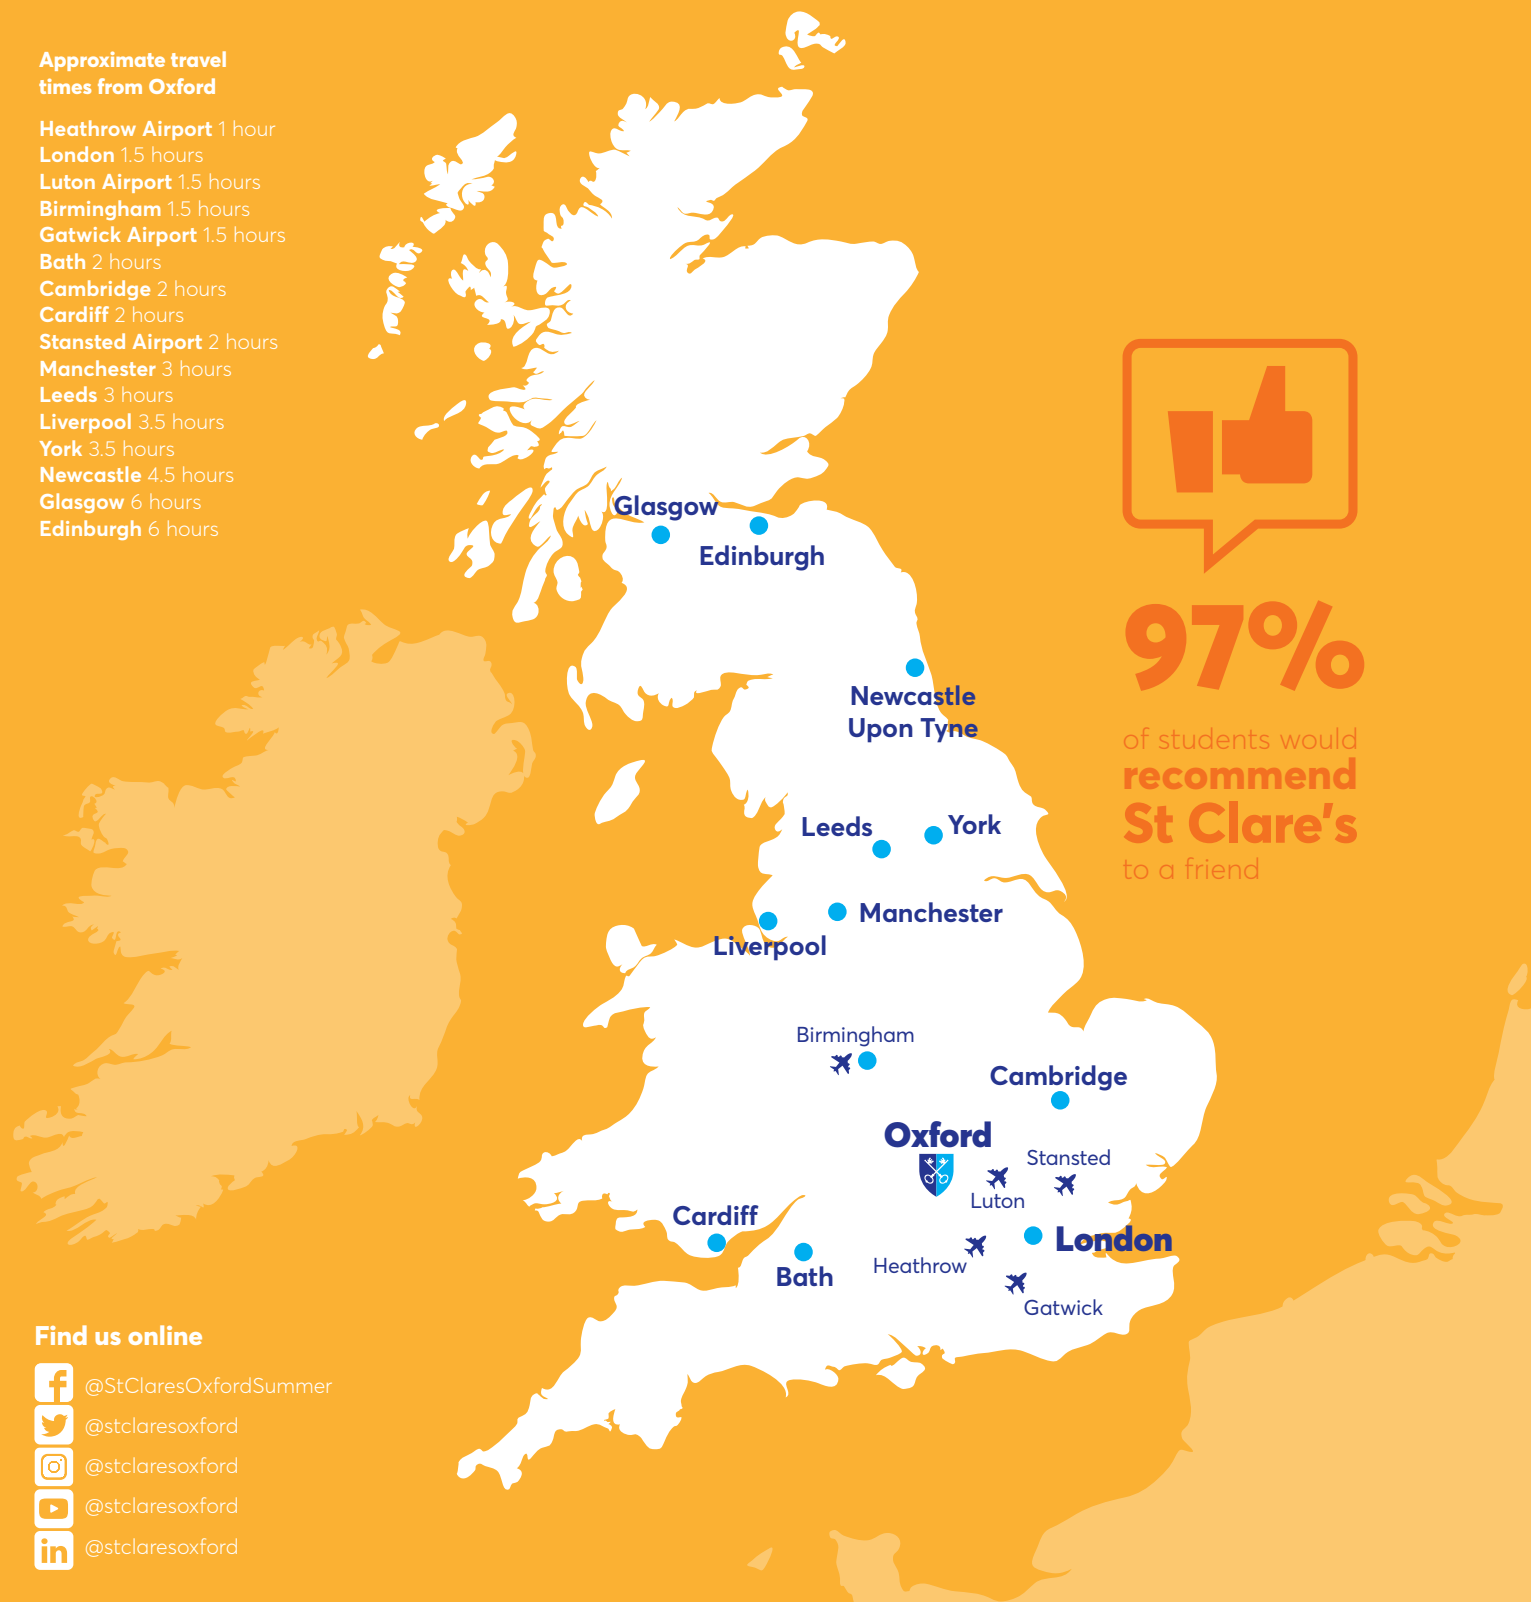 Approximate travel
times from Oxford
Heathrow Airport 1 hour
London 1.5 hours
Luton Airport 1.5 hours
Birmingham 1.5 hours
Gatwick Airport 1.5 hours
Bath 2 hours
Cambridge 2 hours
Cardiff 2 hours
Stansted Airport 2 hours
Manchester 3 hours
Leeds 3 hours
Liverpool 3.5 hours
York 3.5 hours
Newcastle 4.5 hours
Glasgow 6 hours
Edinburgh 6 hours
Glasgow
Edinburgh
Newcastle
Upon Tyne
Leeds
York
Manchester
Liverpool
Birmingham
Cambridge
Oxford
Stansted
Luton
Cardiff
London
Heathrow
Bath
Gatwick
97%
of students would
recommend
St Clare's
to a friend
Find us online
@StClaresOxfordSummer
@stclaresoxford
@stclaresoxford
@stclaresoxford
in @stclaresoxford